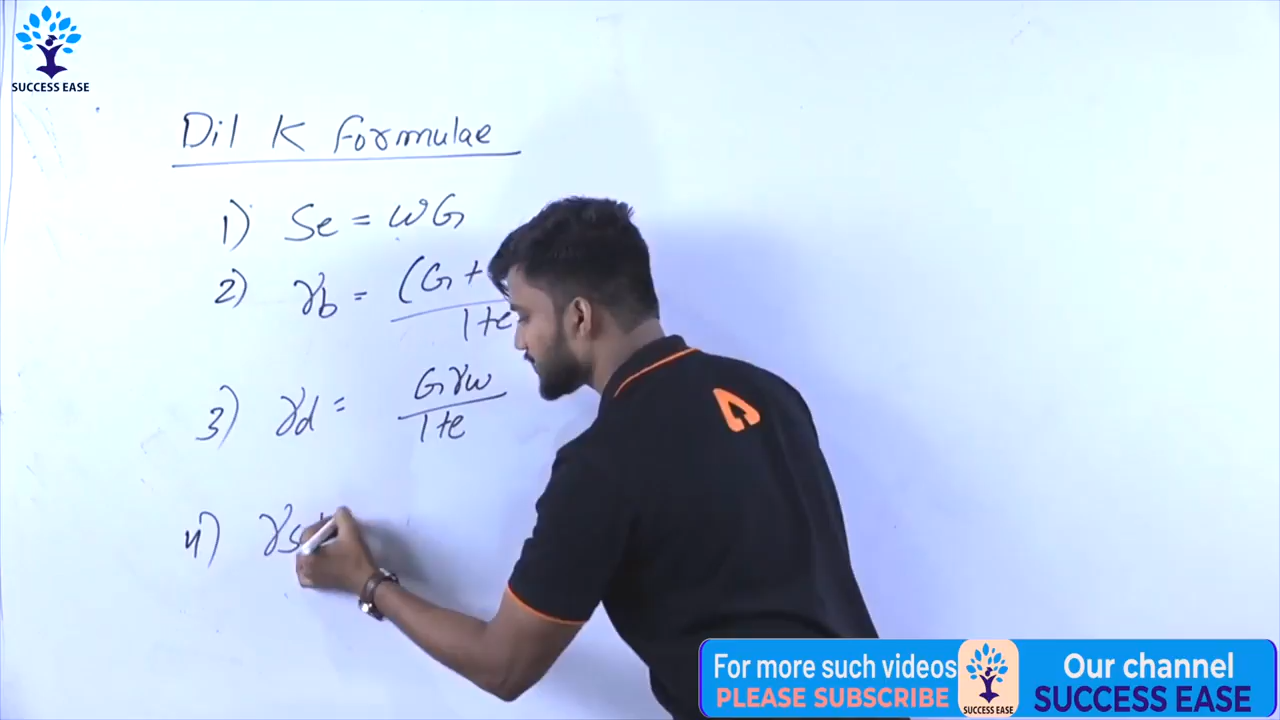 SUCCESS EASE
Dil K formulae
1) Se = wG
2) γb = (G +
1+e
3) γd = Gγw
1+e
4) γs
For more such videos
PLEASE SUBSCRIBE
SUCCESS EASE
Our channel
SUCCESS EASE